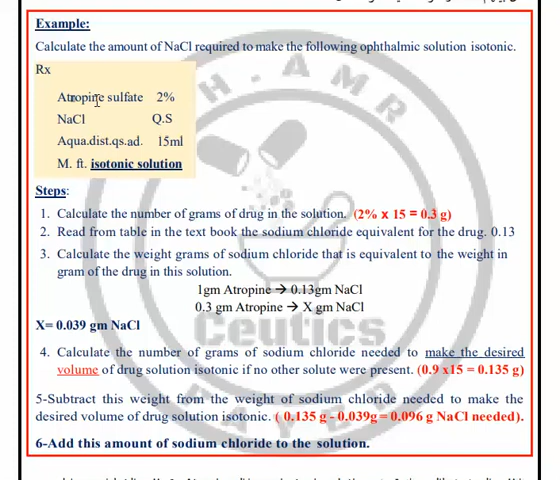 Example:
Calculate the amount of NaCl required to make the following ophthalmic solution isotonic.
Rx
Atropine sulfate 2%
NaCl Q.S
Aqua.dist.qs.ad. 15ml
M. ft. isotonic solution
Steps:
1. Calculate the number of grams of drug in the solution. (2% x 15 = 0.3 g)
2. Read from table in the text book the sodium chloride equivalent for the drug. 0.13
3. Calculate the weight grams of sodium chloride that is equivalent to the weight in
gram of the drug in this solution.
1gm Atropine → 0.13gm NaCl
0.3 gm Atropine → X gm NaCl
X= 0.039 gm NaCl
4. Calculate the number of grams of sodium chloride needed to make the desired
volume of drug solution isotonic if no other solute were present. (0.9 x15 = 0.135 g)
5-Subtract this weight from the weight of sodium chloride needed to make the
desired volume of drug solution isotonic. ( 0.135 g - 0.039g = 0.096 g NaCl needed).
6-Add this amount of sodium chloride to the solution.
H. AMR
Ceutics